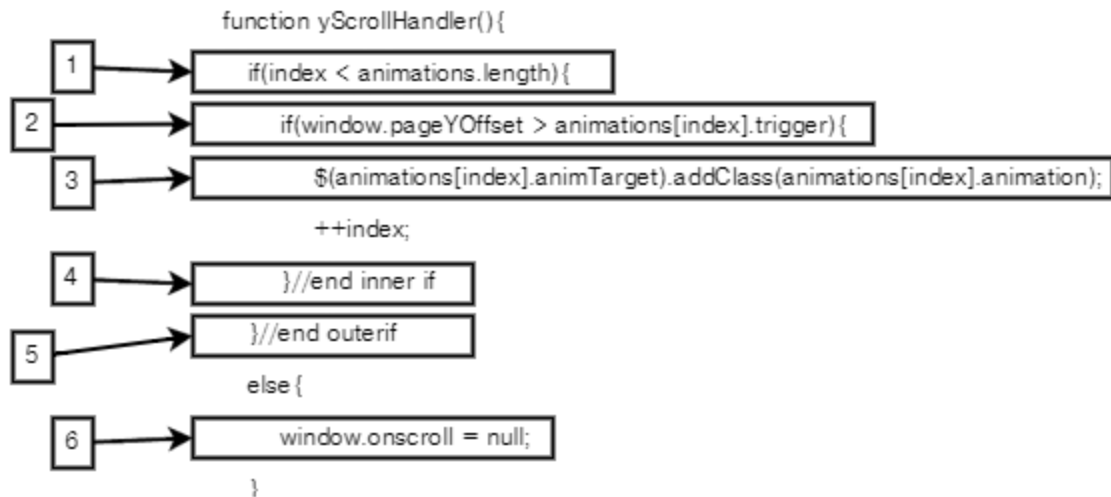 function yScrollHandler(){
1 if(index < animations.length){
2 if(window.pageYOffset > animations[index].trigger){
3 $(animations[index].animTarget).addClass(animations[index].animation);
++index;
4 }//end inner if
5 }//end outerif
else{
6 window.onscroll = null;
}